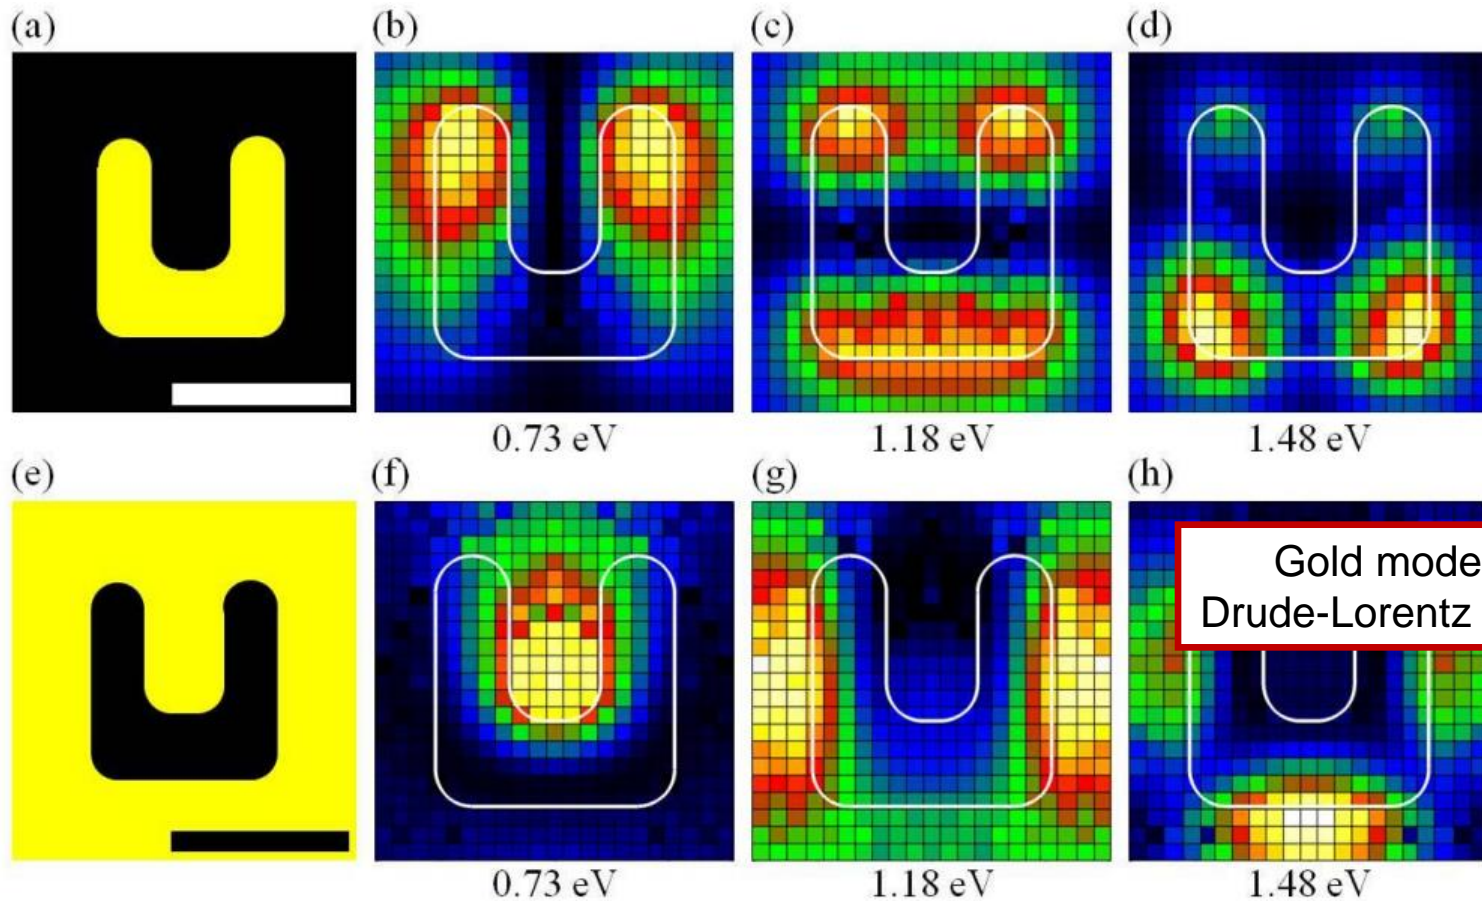 (a) (b) (c) (d)
0.73 eV 1.18 eV 1.48 eV
(e) (f) (g) (h)
Gold mode
Drude-Lorentz
0.73 eV 1.18 eV 1.48 eV